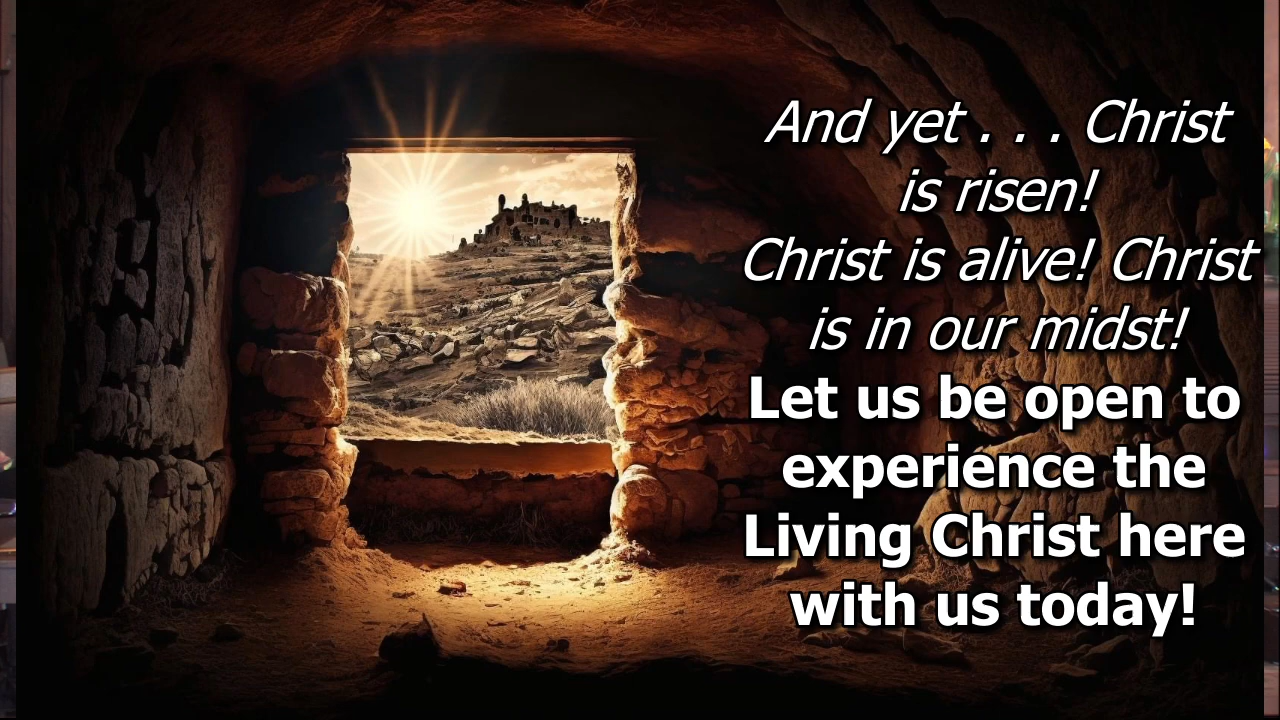 And yet . . . Christ
is risen!
Christ is alive! Christ
is in our midst!
Let us be open to
experience the
Living Christ here
with us today!